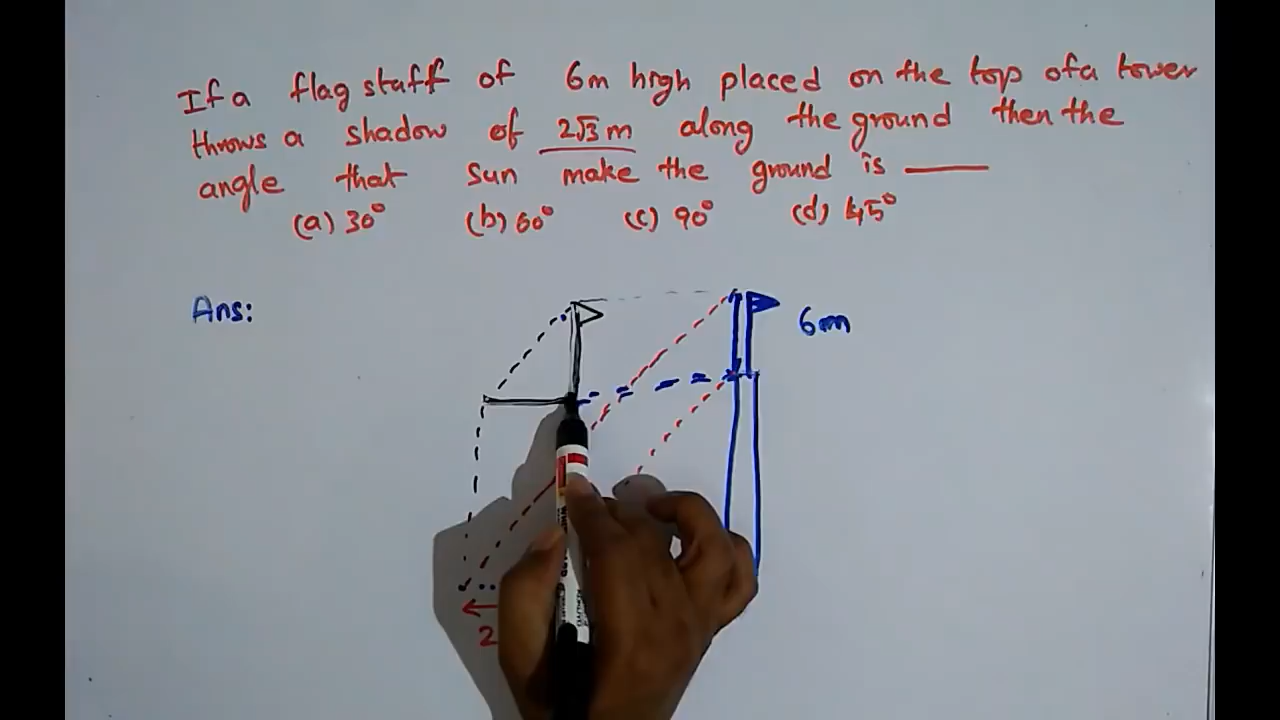 If a flag staff of 6m high placed on the top of a tower
throws a shadow of 2√3 m along the ground then the
angle that sun make the ground is ____
(a) 30° (b) 60° (c) 90° (d) 45°
Ans:
6m
2